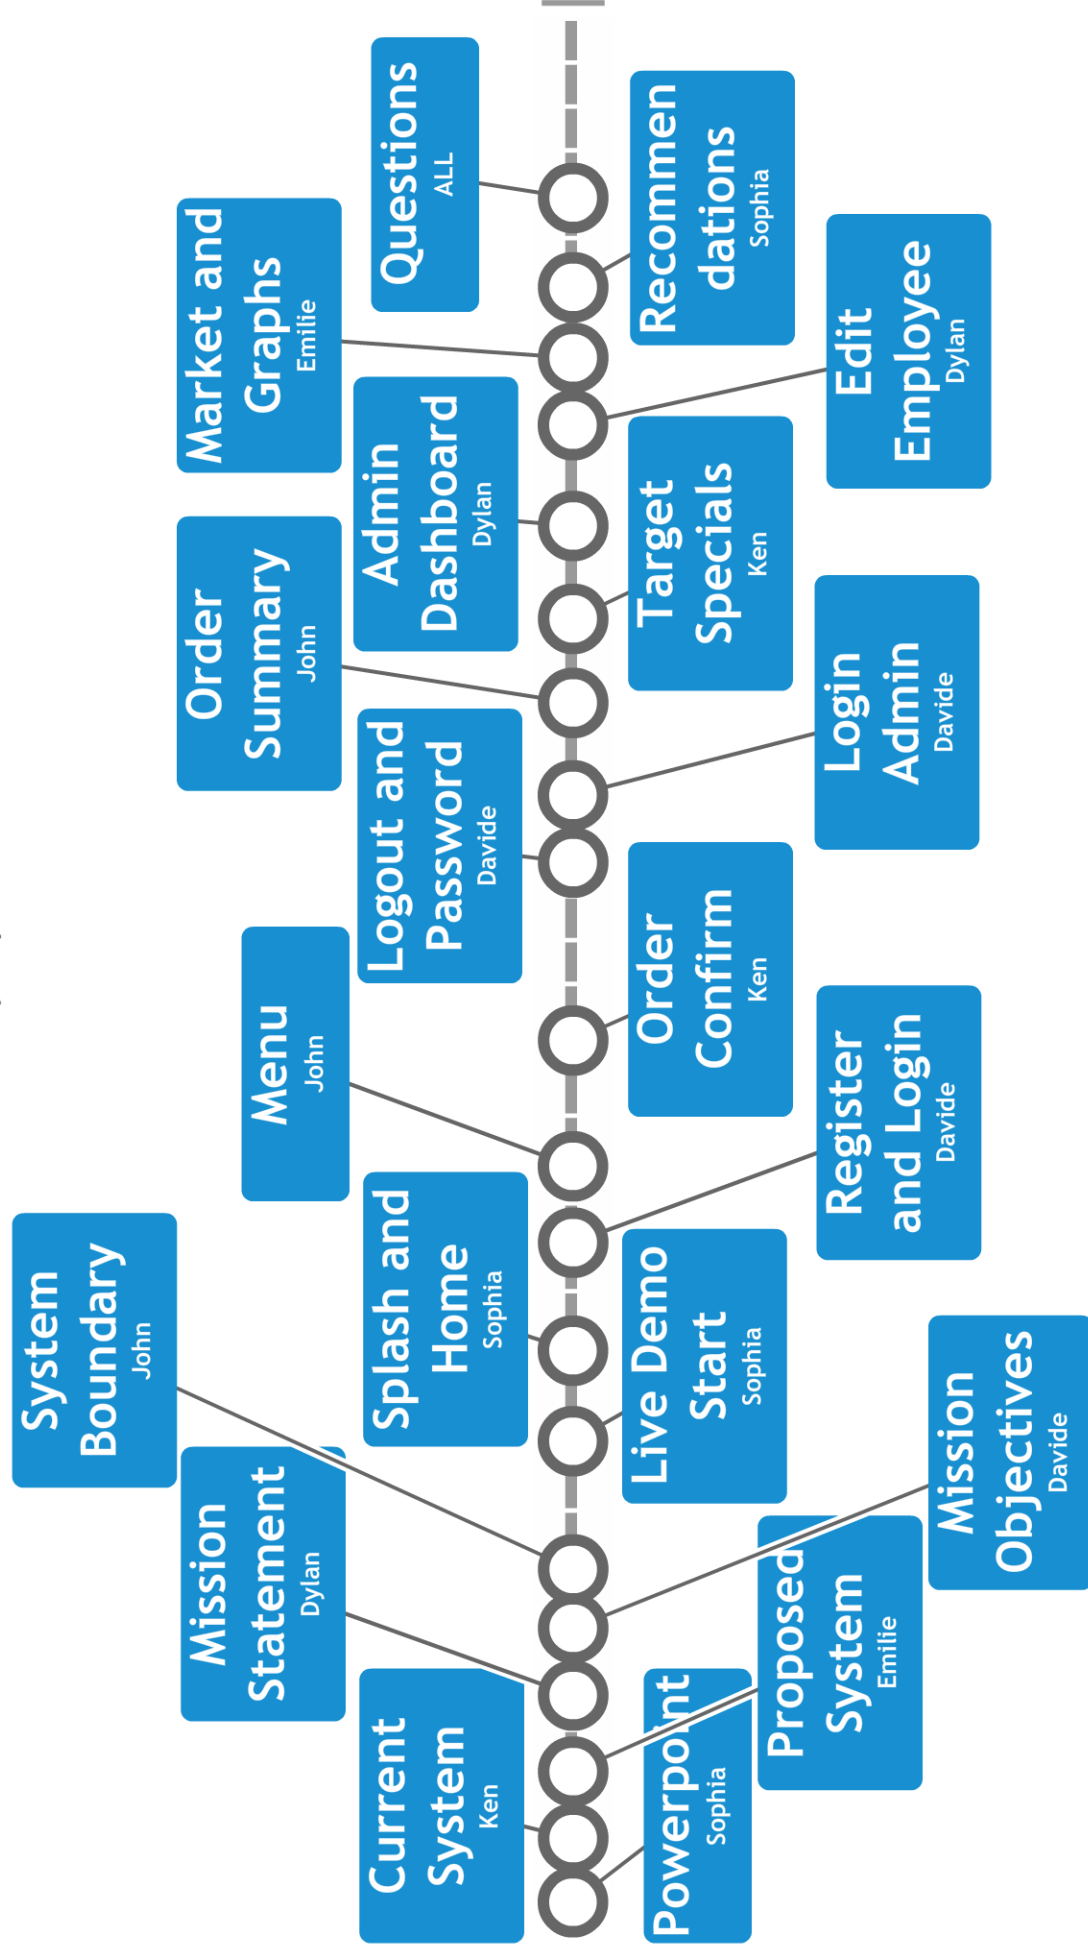 Powerpoint
Sophia
Current
System
Ken
Proposed
System
Emilie
Mission
Statement
Dylan
Mission
Objectives
Davide
System
Boundary
John
Live Demo
Start
Sophia
Splash and
Home
Sophia
Register
and Login
Davide
Menu
John
Order
Confirm
Ken
Logout and
Password
Davide
Login
Admin
Davide
Order
Summary
John
Target
Specials
Ken
Admin
Dashboard
Dylan
Edit
Employee
Dylan
Market and
Graphs
Emilie
Recommen
dations
Sophia
Questions
ALL